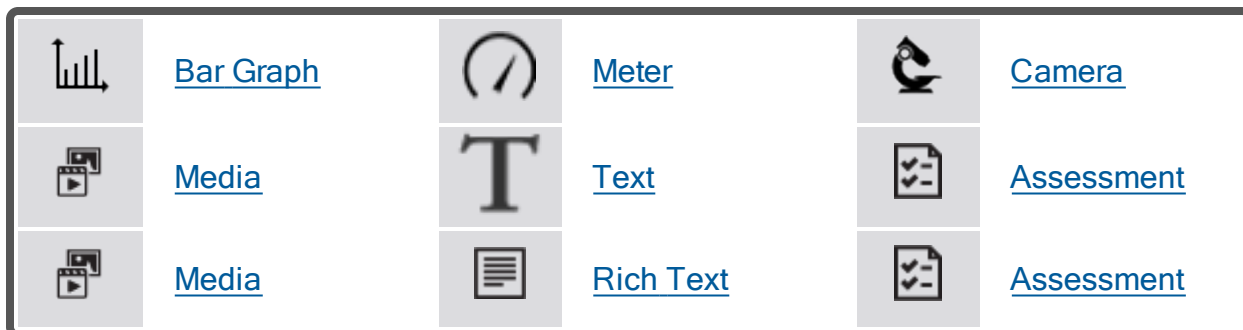 Bar Graph Meter Camera
Media Text Assessment
Media Rich Text Assessment